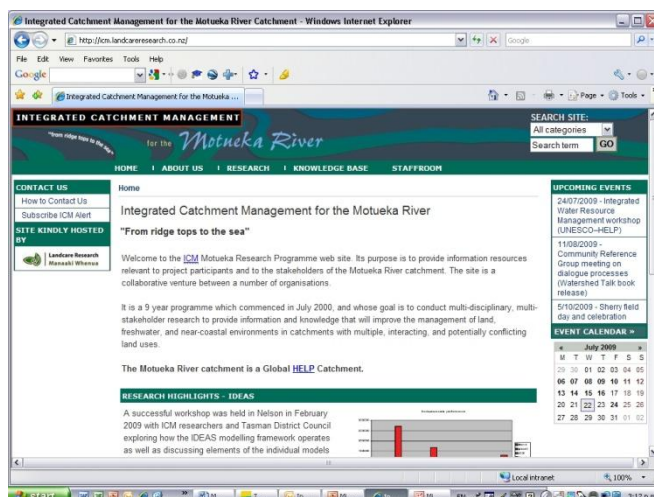 Integrated Catchment Management for the Motueka River Catchment - Windows Internet Explorer
http://icm.landcareresearch.co.nz/
Google
File Edit View Favorites Tools Help
Google
Integrated Catchment Management for the Motueka ...
Page
Tools
INTEGRATED CATCHMENT MANAGEMENT
"from ridge tops to the sea"
for the Motueka River
SEARCH SITE:
All categories
Search term GO
HOME | ABOUT US | RESEARCH | KNOWLEDGE BASE STAFFROOM
CONTACT US
How to Contact Us
Subscribe ICM Alert
SITE KINDLY HOSTED
BY
Landcare Research
Manaaki Whenua
Home
Integrated Catchment Management for the Motueka River
"From ridge tops to the sea"
Welcome to the ICM Motueka Research Programme web site. Its purpose is to provide information resources
relevant to project participants and to the stakeholders of the Motueka River catchment. The site is a
collaborative venture between a number of organisations.
It is a 9 year programme which commenced in July 2000, and whose goal is to conduct multi-disciplinary, multi-
stakeholder research to provide information and knowledge that will improve the management of land,
freshwater, and near-coastal environments in catchments with multiple, interacting, and potentially conflicting
land uses.
The Motueka River catchment is a Global HELP Catchment.
RESEARCH HIGHLIGHTS - IDEAS
A successful workshop was held in Nelson in February
2009 with ICM researchers and Tasman District Council
exploring how the IDEAS modelling framework operates
as well as discussing elements of the individual models
UPCOMING EVENTS
24/07/2009 - Integrated
Water Resource
Management workshop
(UNESCO-HELP)
11/08/2009 -
Community Reference
Group meeting on
dialogue processes
(Watershed Talk book
release)
5/10/2009 - Sherry field
day and celebration
EVENT CALENDAR »
« July 2009 »
M T W T F S S
29 30 01 02 03 04 05
06 07 08 09 10 11 12
13 14 15 16 17 18 19
20 21 22 23 24 25 26
27 28 29 30 31 01 02
Local intranet
100%
start